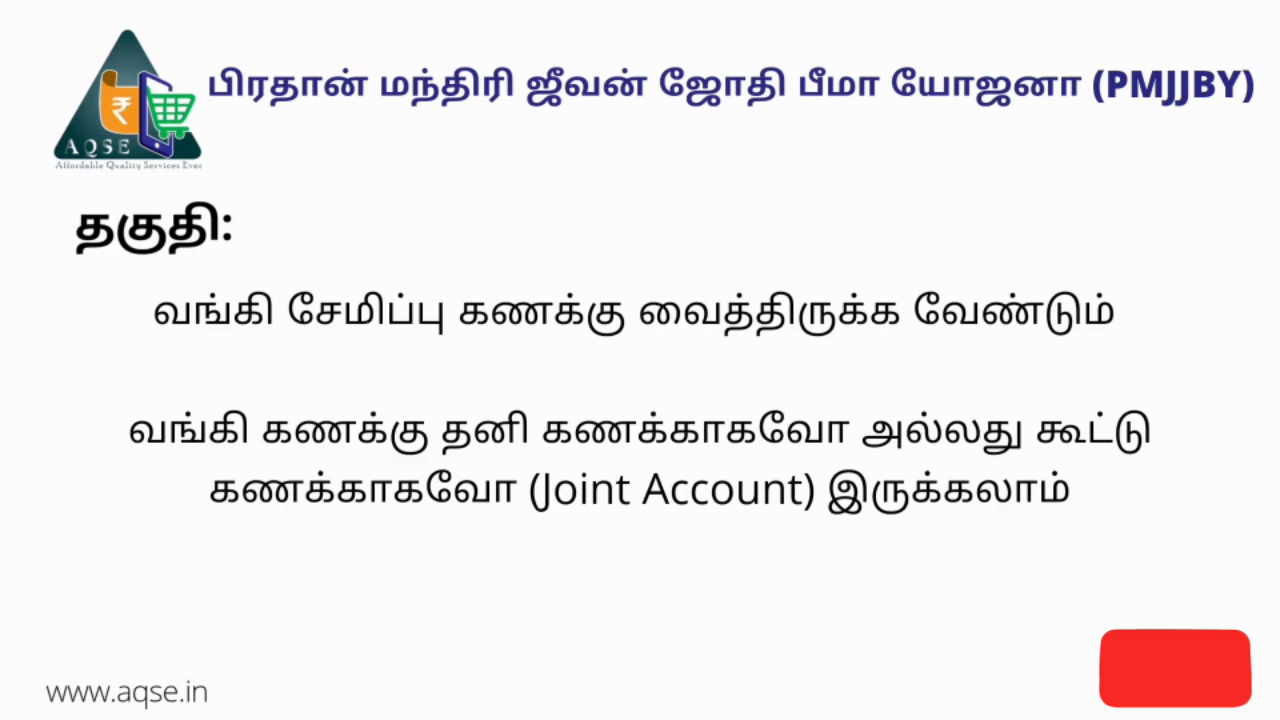 பிரதான் மந்திரி ஜீவன் ஜோதி பீமா யோஜனா (PMJJBY)
₹
AQSE
Affordable Quality Services Ever
தகுதி:
வங்கி சேமிப்பு கணக்கு வைத்திருக்க வேண்டும்
வங்கி கணக்கு தனி கணக்காகவோ அல்லது கூட்டு
கணக்காகவோ (Joint Account) இருக்கலாம்
www.aqse.in